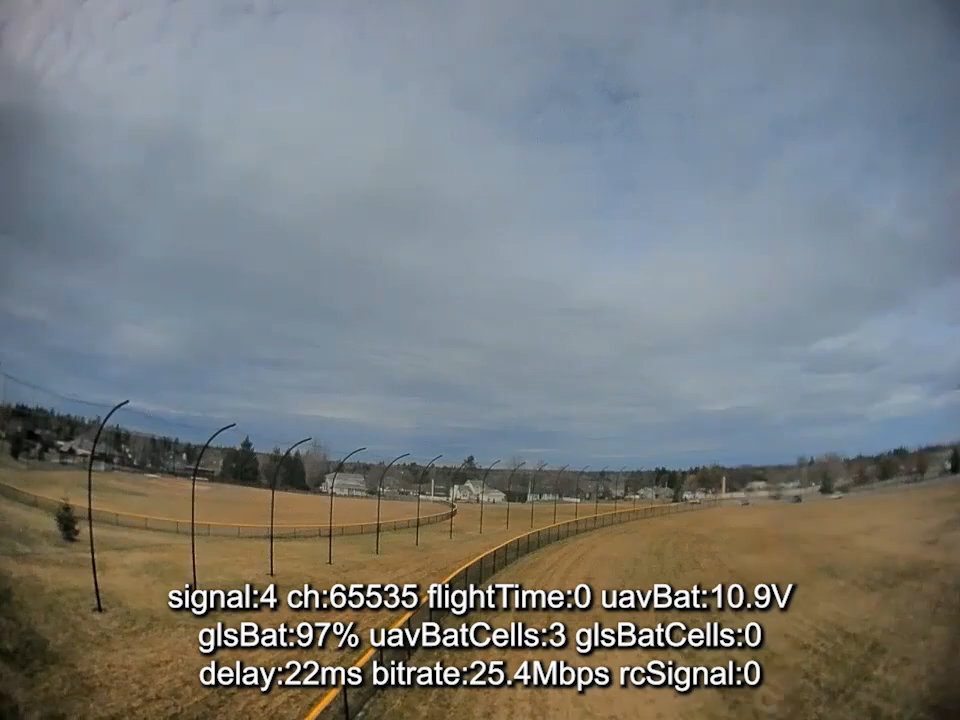 signal:4 ch:65535 flightTime:0 uavBat:10.9V
glsBat:97% uavBatCells:3 glsBatCells:0
delay:22ms bitrate:25.4Mbps rcSignal:0